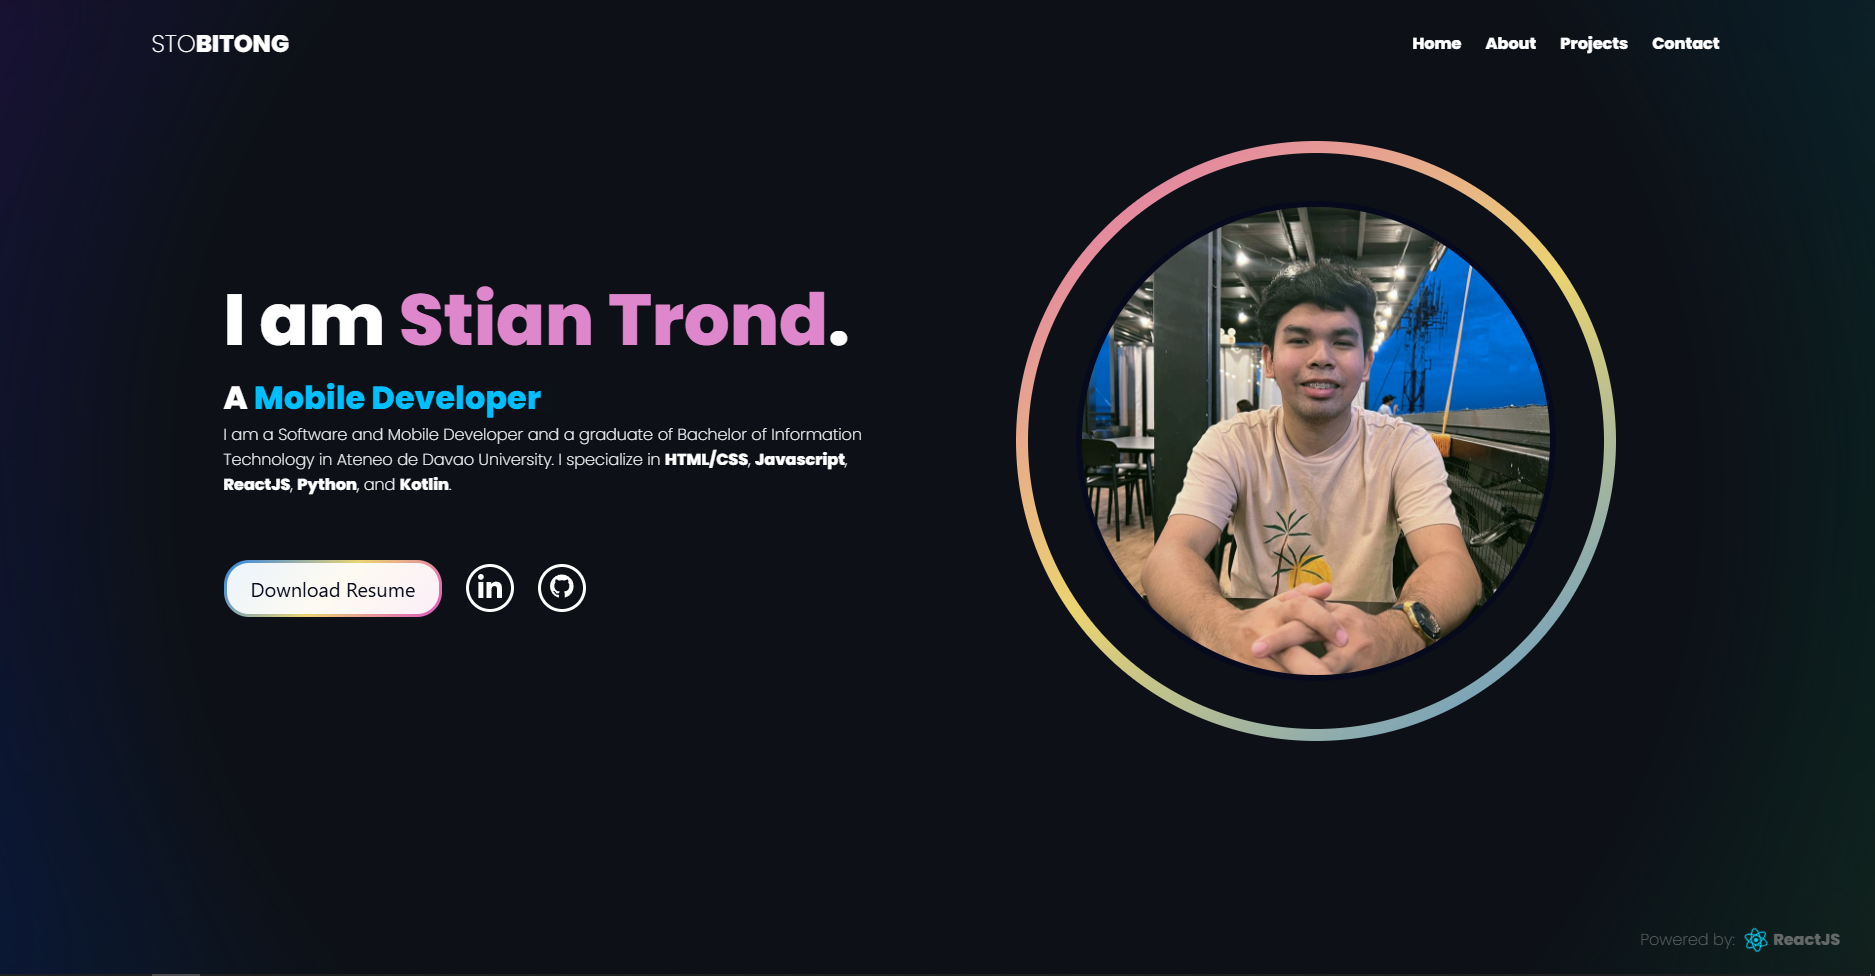 STOBITONG
Home About Projects Contact
I am Stian Trond.
A Mobile Developer
I am a Software and Mobile Developer and a graduate of Bachelor of Information
Technology in Ateneo de Davao University. I specialize in HTML/CSS, Javascript,
ReactJS, Python, and Kotlin.
Download Resume
in
Powered by: ReactJS